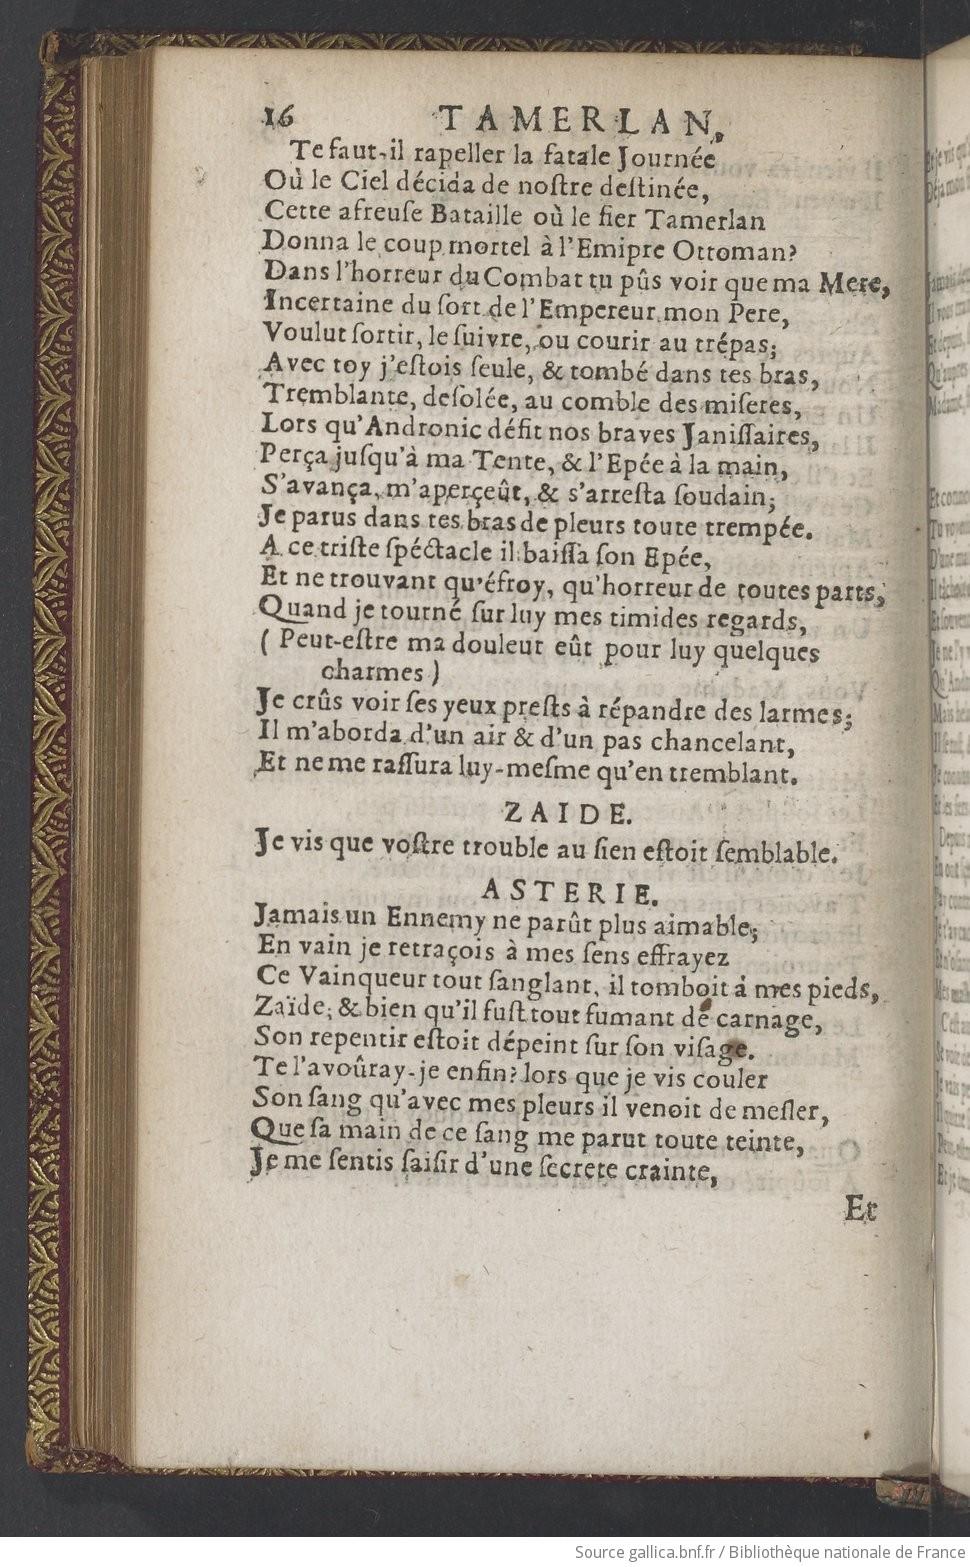 16 TAMERLAN,
Te faut-il rapeller la fatale Journée
Où le Ciel décida de noſtre deſtinée,
Cette afreuſe Bataille où le fier Tamerlan
Donna le coup mortel à l'Emipre Ottoman?
Dans l'horreur du Combat tu pûs voir que ma Mere,
Incertaine du ſort de l'Empereur mon Pere,
Voulut ſortir, le ſuivre, ou courir au trépas;
Avec toy j'eſtois ſeule, & tombé dans tes bras,
Tremblante, deſolée, au comble des miſeres,
Lors qu'Andronic défit nos braves Janiſſaires,
Perça juſqu'à ma Tente, & l'Epée à la main,
S'avança, m'aperçeût, & s'arreſta ſoudain;
Je parus dans tes bras de pleurs toute trempée.
A ce triſte ſpéctacle il baiſſa ſon Epée,
Et ne trouvant qu'éfroy, qu'horreur de toutes parts,
Quand je tourné ſur luy mes timides regards,
( Peut-eſtre ma douleur eût pour luy quelques
charmes )
Je crûs voir ſes yeux preſts à répandre des larmes;
Il m'aborda d'un air & d'un pas chancelant,
Et ne me raſſura luy-meſme qu'en tremblant.
ZAIDE.
Je vis que voſtre trouble au ſien eſtoit ſemblable.
ASTERIE.
Jamais un Ennemy ne parût plus aimable;
En vain je retraçois à mes ſens effrayez
Ce Vainqueur tout ſanglant, il tomboit à mes pieds,
Zaïde; & bien qu'il fuſt tout fumant de carnage,
Son repentir eſtoit dépeint ſur ſon viſage.
Te l'avoûray-je enfin? lors que je vis couler
Son ſang qu'avec mes pleurs il venoit de meſler,
Que ſa main de ce ſang me parut toute teinte,
Je me ſentis ſaiſir d'une ſecrete crainte,
Et
Source gallica.bnf.fr / Bibliothèque nationale de France